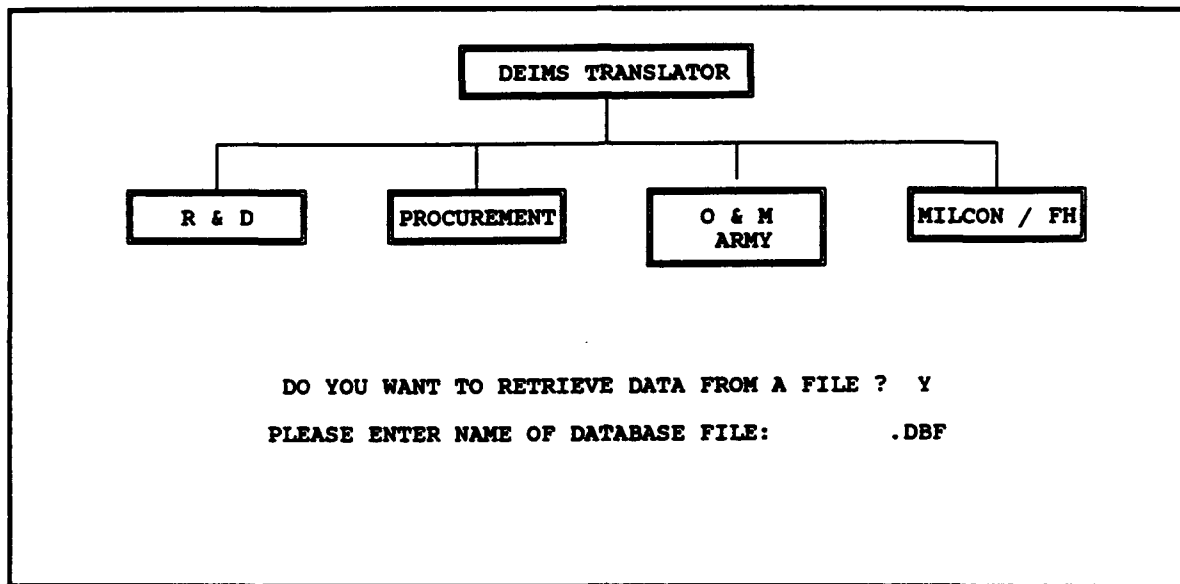 DEIMS TRANSLATOR
R & D
PROCUREMENT
O & M
ARMY
MILCON / FH
DO YOU WANT TO RETRIEVE DATA FROM A FILE ? Y
PLEASE ENTER NAME OF DATABASE FILE: .DBF